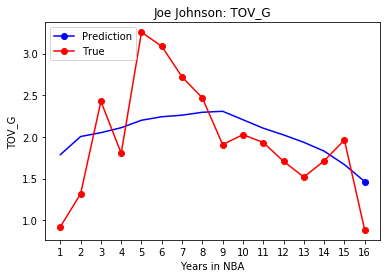 Joe Johnson: TOV_G
Prediction
True
TOV_G
3.0
2.5
2.0
1.5
1.0
1 2 3 4 5 6 7 8 9 10 11 12 13 14 15 16
Years in NBA